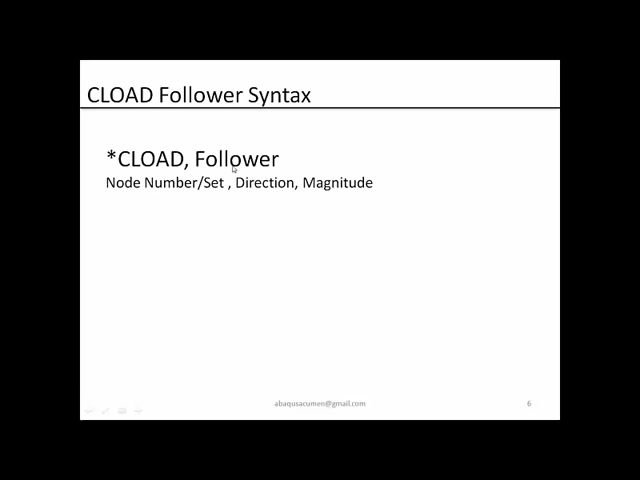 CLOAD Follower Syntax
*CLOAD, Follower
Node Number/Set , Direction, Magnitude
abaqusacumen@gmail.com
6